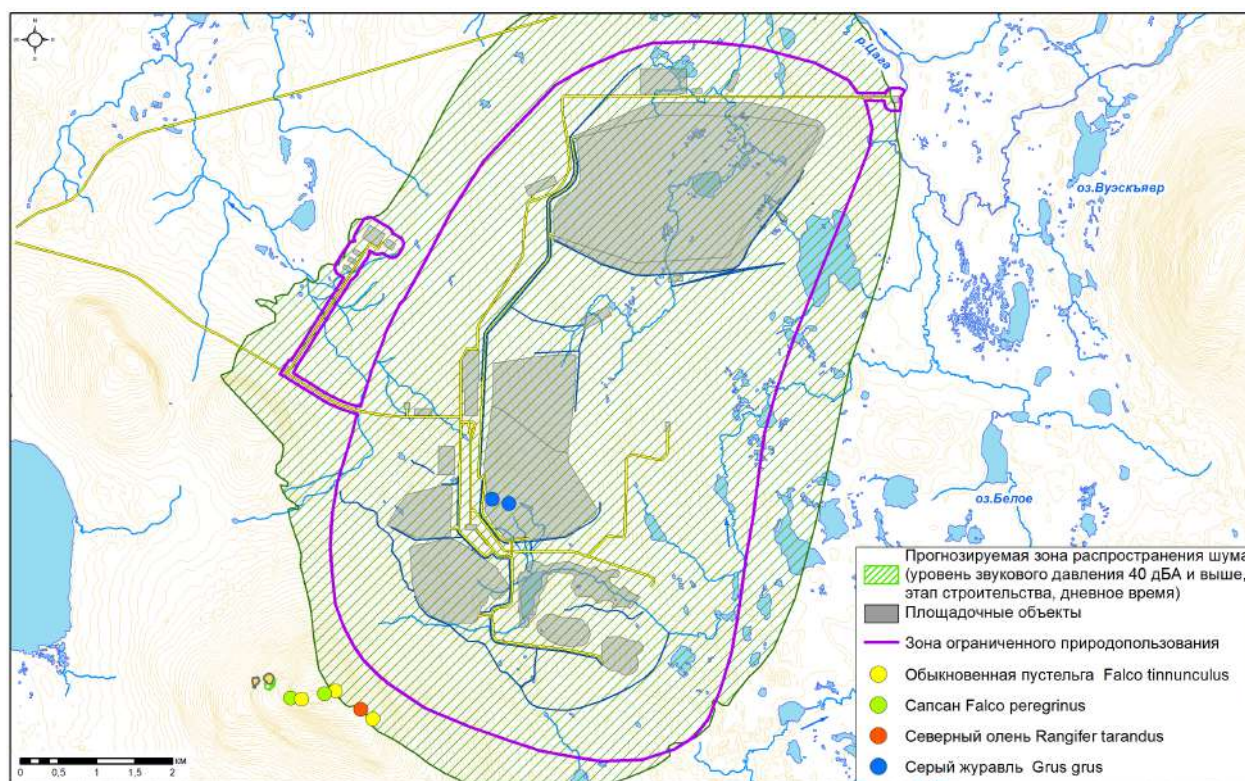 р.Цага
оз.Вуэскъявр
оз.Белое
Прогнозируемая зона распространения шума
(уровень звукового давления 40 дБА и выше,
этап строительства, дневное время)
Площадочные объекты
Зона ограниченного природопользования
Обыкновенная пустельга Falco tinnunculus
Сапсан Falco peregrinus
Северный олень Rangifer tarandus
Серый журавль Grus grus
км
0 0,5 1 1,5 2